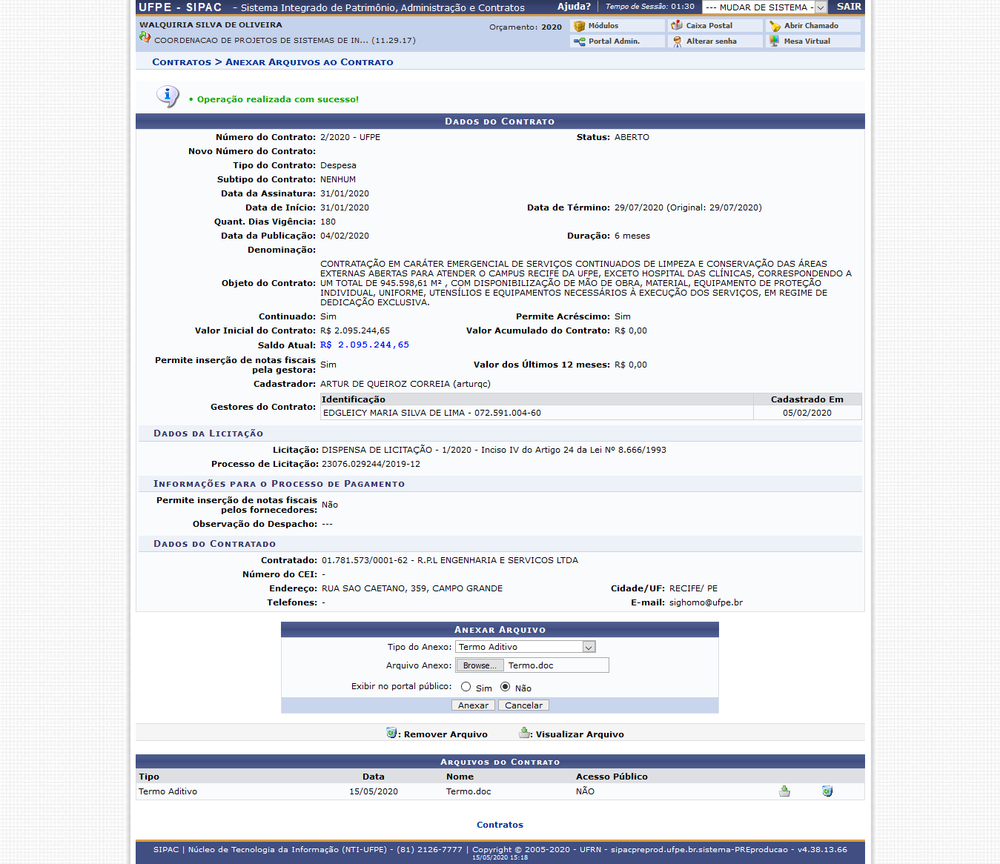 UFPE - SIPAC - Sistema Integrado de Patrimônio, Administração e Contratos Ajuda? Tempo de Sessão: 01:30 --- MUDAR DE SISTEMA - SAIR
WALQUIRIA SILVA DE OLIVEIRA
COORDENACAO DE PROJETOS DE SISTEMAS DE IN... (11.29.17)
Orçamento: 2020
Módulos Caixa Postal Abrir Chamado
Portal Admin. Alterar senha Mesa Virtual
CONTRATOS > ANEXAR ARQUIVOS AO CONTRATO
• Operação realizada com sucesso!
DADOS DO CONTRATO
Número do Contrato: 2/2020 - UFPE Status: ABERTO
Novo Número do Contrato:
Tipo do Contrato: Despesa
Subtipo do Contrato: NENHUM
Data da Assinatura: 31/01/2020
Data de Início: 31/01/2020 Data de Término: 29/07/2020 (Original: 29/07/2020)
Quant. Dias Vigência: 180
Data da Publicação: 04/02/2020 Duração: 6 meses
Denominação:
Objeto do Contrato: CONTRATAÇÃO EM CARÁTER EMERGENCIAL DE SERVIÇOS CONTINUADOS DE LIMPEZA E CONSERVAÇÃO DAS ÁREAS
EXTERNAS ABERTAS PARA ATENDER O CAMPUS RECIFE DA UFPE, EXCETO HOSPITAL DAS CLÍNICAS, CORRESPONDENDO A
UM TOTAL DE 945.598,61 M² , COM DISPONIBILIZAÇÃO DE MÃO DE OBRA, MATERIAL, EQUIPAMENTO DE PROTEÇÃO
INDIVIDUAL, UNIFORME, UTENSÍLIOS E EQUIPAMENTOS NECESSÁRIOS À EXECUÇÃO DOS SERVIÇOS, EM REGIME DE
DEDICAÇÃO EXCLUSIVA.
Continuado: Sim Permite Acréscimo: Sim
Valor Inicial do Contrato: R$ 2.095.244,65 Valor Acumulado do Contrato: R$ 0,00
Saldo Atual: R$ 2.095.244,65
Permite inserção de notas fiscais
pela gestora: Sim Valor dos Últimos 12 meses: R$ 0,00
Cadastrador: ARTUR DE QUEIROZ CORREIA (arturqc)
Gestores do Contrato: Identificação Cadastrado Em
EDGLEICY MARIA SILVA DE LIMA - 072.591.004-60 05/02/2020
DADOS DA LICITAÇÃO
Licitação: DISPENSA DE LICITAÇÃO - 1/2020 - Inciso IV do Artigo 24 da Lei Nº 8.666/1993
Processo de Licitação: 23076.029244/2019-12
INFORMAÇÕES PARA O PROCESSO DE PAGAMENTO
Permite inserção de notas fiscais
pelos fornecedores: Não
Observação do Despacho: ---
DADOS DO CONTRATADO
Contratado: 01.781.573/0001-62 - R.P.L ENGENHARIA E SERVICOS LTDA
Número do CEI: -
Endereço: RUA SAO CAETANO, 359, CAMPO GRANDE Cidade/UF: RECIFE/ PE
Telefones: - E-mail: sighomo@ufpe.br
ANEXAR ARQUIVO
Tipo do Anexo: Termo Aditivo
Arquivo Anexo: Browse... Termo.doc
Exibir no portal público: Sim Não
Anexar Cancelar
: Remover Arquivo : Visualizar Arquivo
ARQUIVOS DO CONTRATO
Tipo Data Nome Acesso Público
Termo Aditivo 15/05/2020 Termo.doc NÃO
Contratos
SIPAC | Núcleo de Tecnologia da Informação (NTI-UFPE) - (81) 2126-7777 | Copyright © 2005-2020 - UFRN - sipacpreprod.ufpe.br.sistema-PREproducao - v4.38.13.66
15/05/2020 15:18